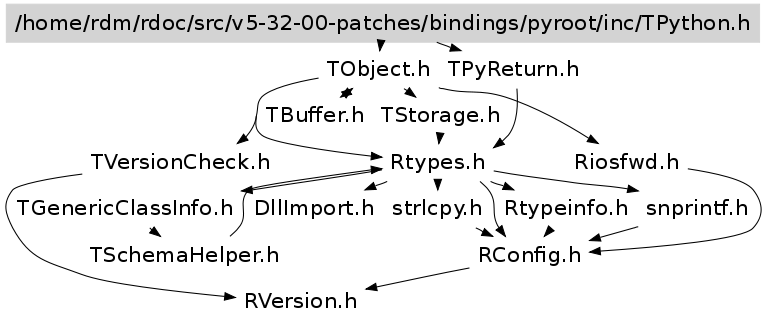 /home/rdm/rdoc/src/v5-32-00-patches/bindings/pyroot/inc/TPython.h
TObject.h TPyReturn.h
TBuffer.h TStorage.h
TVersionCheck.h Rtypes.h Riosfwd.h
TGenericClassInfo.h DllImport.h strlcpy.h Rtypeinfo.h snprintf.h
TSchemaHelper.h RConfig.h
RVersion.h